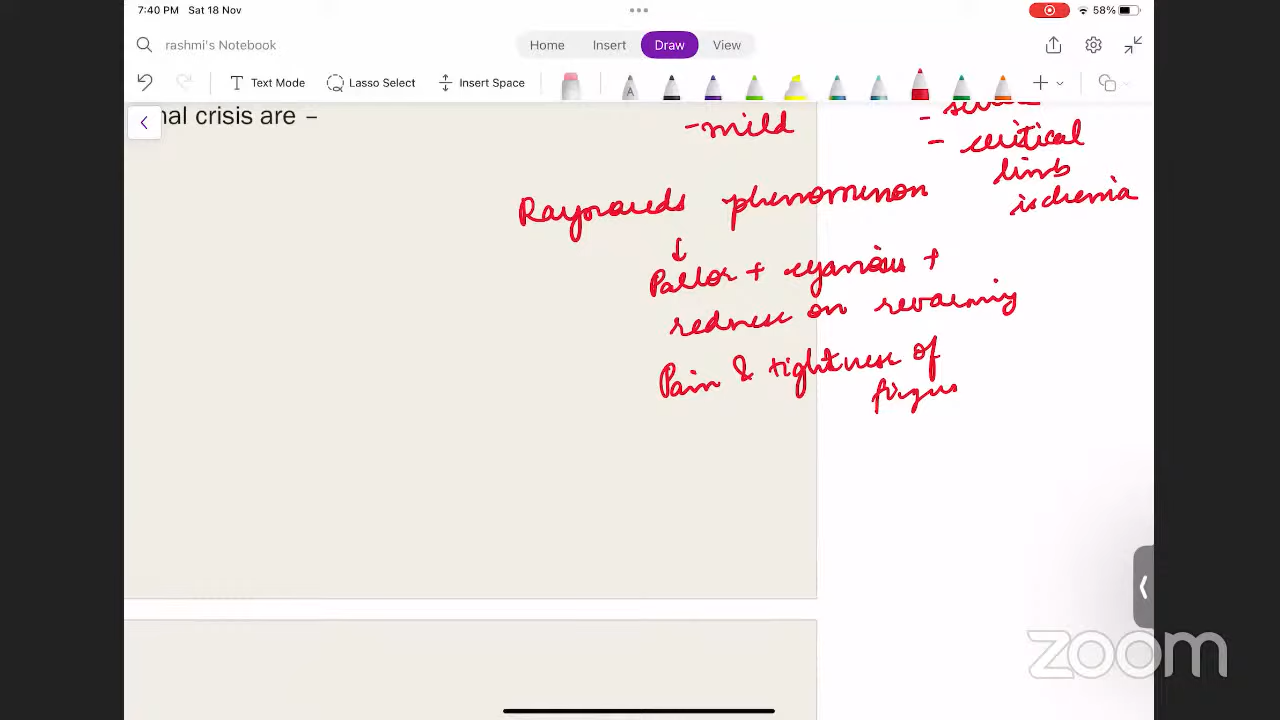 7:40 PM Sat 18 Nov
58%
rashmi's Notebook
Home Insert Draw View
Text Mode Lasso Select Insert Space
A
nal crisis are –
- mild
- critical
limb
ischemia
Raynauds phenomenon
↓
Pallor + cyanosis +
redness on rewarming
Pain & tightness of
zoom